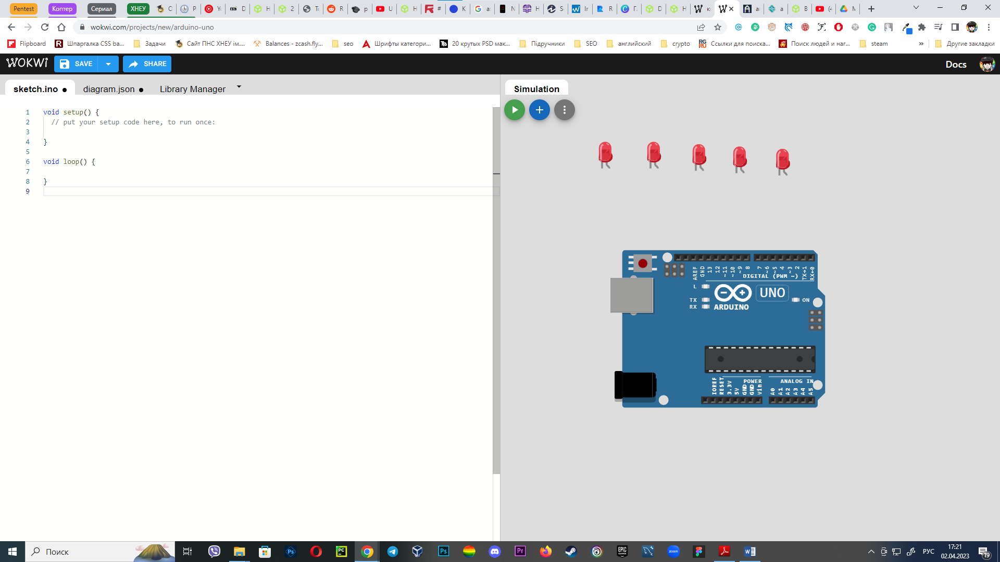 Pentest
Коптер
Сериал
ХНЕУ
wokwi.com/projects/new/arduino-uno
Flipboard
Шпаргалка CSS ba...
Задачи
Сайт ПНС ХНЕУ ім....
Balances - zcash.fly...
seo
Шрифты категори...
20 крутых PSD мак...
Підручники
SEO
английский
crypto
Ссылки для поиска...
Поиск людей и наг...
steam
»
Другие закладки
WOKWI
SAVE
SHARE
Docs
sketch.ino ●
diagram.json ●
Library Manager
Simulation
1 void setup() {
2 // put your setup code here, to run once:
3
4 }
5
6 void loop() {
7
8 }
9
AREF
GND
13
12
~11
~10
~9
8
7
~6
~5
4
~3
2
TX→1
RX←0
DIGITAL (PWM ~)
L
TX
RX
UNO
ON
ARDUINO
POWER
ANALOG IN
IOREF
RESET
3.3V
5V
GND
GND
Vin
A0
A1
A2
A3
A4
A5
Поиск
РУС
17:21
02.04.2023
19